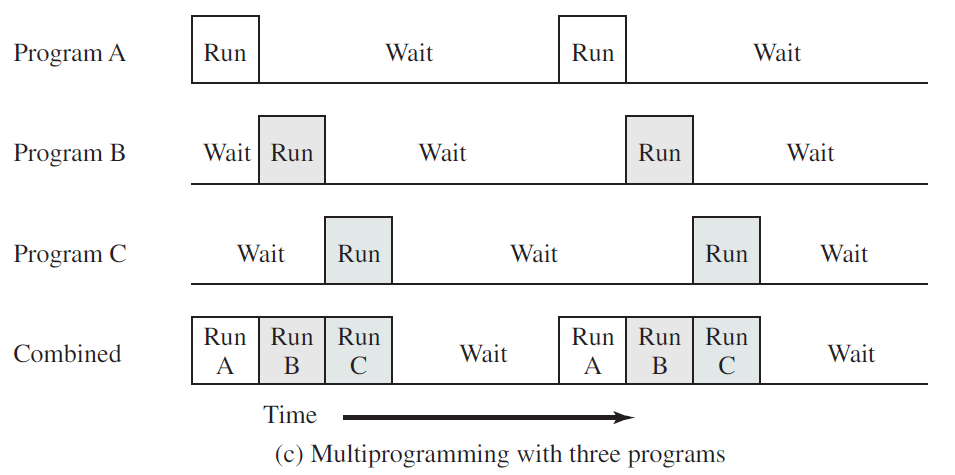 Program A Run Wait Run Wait
Program B Wait Run Wait Run Wait
Program C Wait Run Wait Run Wait
Combined Run A Run B Run C Wait Run A Run B Run C Wait
Time
(c) Multiprogramming with three programs